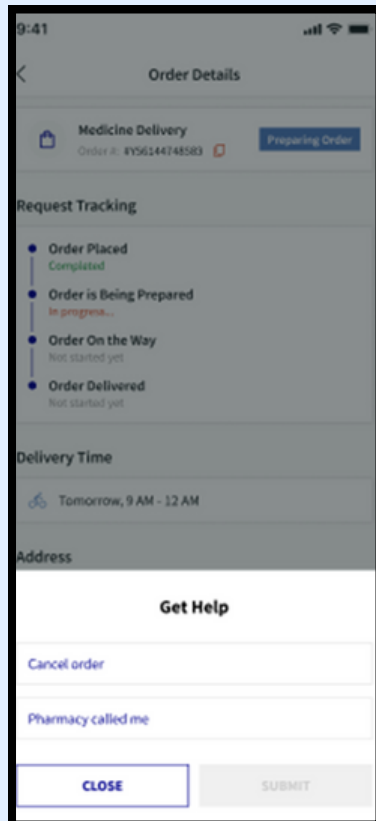 9:41
Order Details
Medicine Delivery
Preparing Order
Order #: #Y56144748583
Request Tracking
Order Placed
Completed
Order is Being Prepared
In progress...
Order On the Way
Not started yet
Order Delivered
Not started yet
Delivery Time
Tomorrow, 9 AM - 12 AM
Address
Get Help
Cancel order
Pharmacy called me
CLOSE
SUBMIT